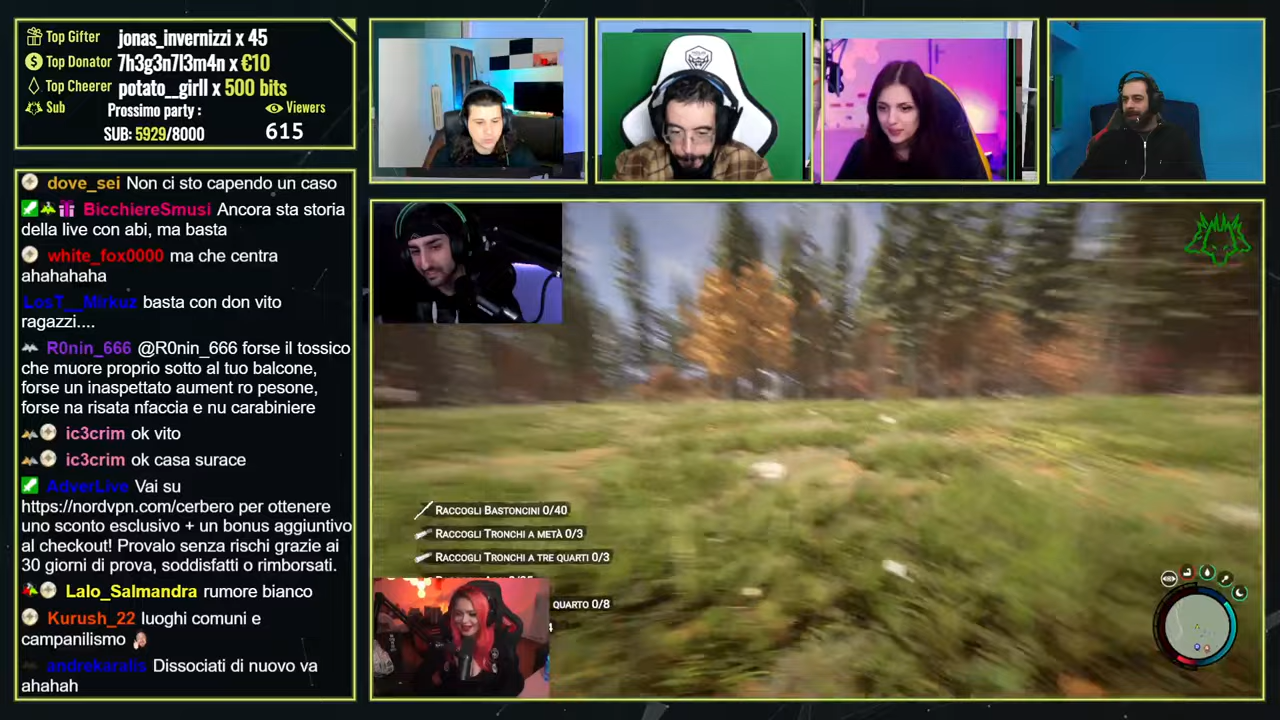 Top Gifter jonas_invernizzi x 45
Top Donator 7h3g3n7l3m4n x €10
Top Cheerer potato__girll x 500 bits
Sub Prossimo party : Viewers
SUB: 5929/8000 615
dove_sei Non ci sto capendo un caso
BicchiereSmusi Ancora sta storia
della live con abi, ma basta
white_fox0000 ma che centra
ahahahaha
LosT__Mirkuz basta con don vito
ragazzi....
R0nin_666 @R0nin_666 forse il tossico
che muore proprio sotto al tuo balcone,
forse un inaspettato aument ro pesone,
forse na risata nfaccia e nu carabiniere
ic3crim ok vito
ic3crim ok casa surace
AdverLive Vai su
https://nordvpn.com/cerbero per ottenere
uno sconto esclusivo + un bonus aggiuntivo
al checkout! Provalo senza rischi grazie ai
30 giorni di prova, soddisfatti o rimborsati.
Lalo_Salmandra rumore bianco
Kurush_22 luoghi comuni e
campanilismo
andrekaralis Dissociati di nuovo va
ahahah
Raccogli Bastoncini 0/40
Raccogli Tronchi a metà 0/3
Raccogli Tronchi a tre quarti 0/3
quarto 0/8